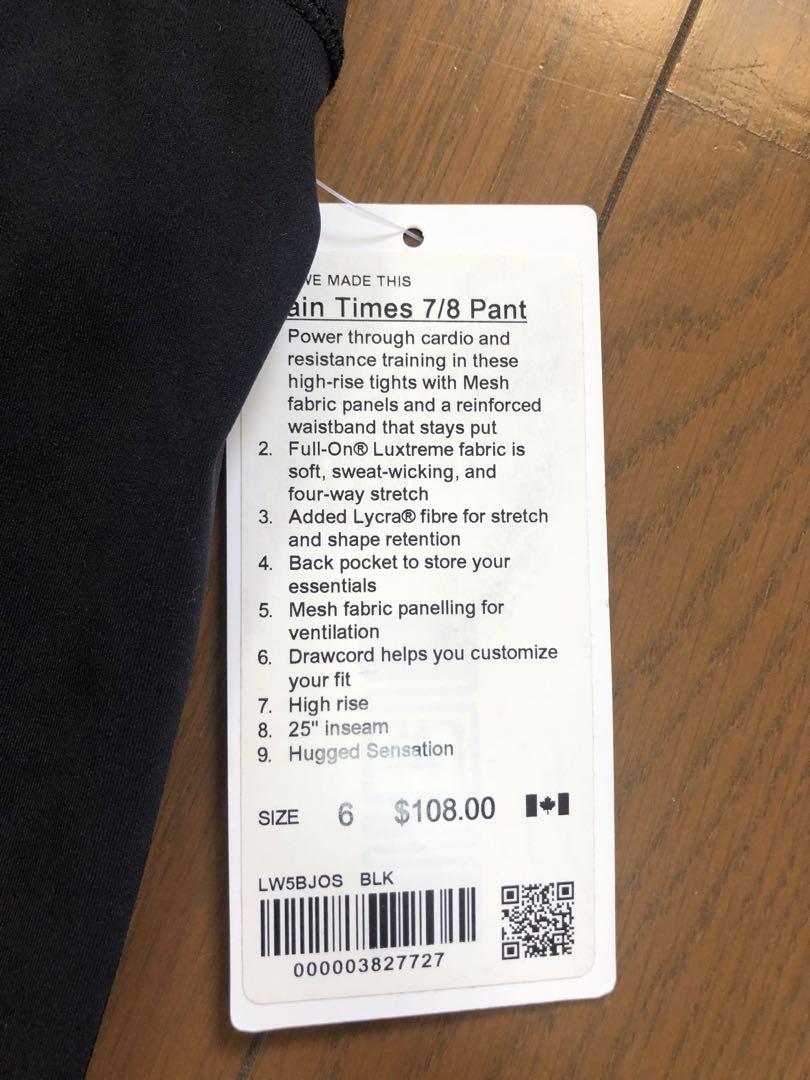 WE MADE THIS
ain Times 7/8 Pant
Power through cardio and
resistance training in these
high-rise tights with Mesh
fabric panels and a reinforced
waistband that stays put
2. Full-On® Luxtreme fabric is
soft, sweat-wicking, and
four-way stretch
3. Added Lycra® fibre for stretch
and shape retention
4. Back pocket to store your
essentials
5. Mesh fabric panelling for
ventilation
6. Drawcord helps you customize
your fit
7. High rise
8. 25" inseam
9. Hugged Sensation
SIZE 6 $108.00
LW5BJOS BLK
000003827727